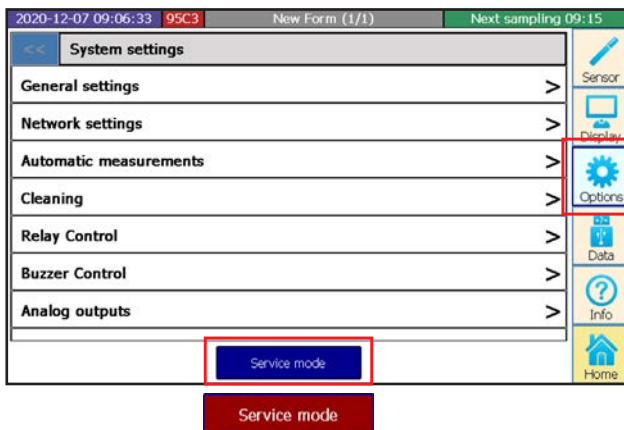 2020-12-07 09:06:33 95C3 New Form (1/1) Next sampling 09:15
<< System settings
Sensor
General settings >
Network settings >
Display
Automatic measurements >
Cleaning >
Options
Relay Control >
Data
Buzzer Control >
Analog outputs >
Info
Service mode
Home
Service mode